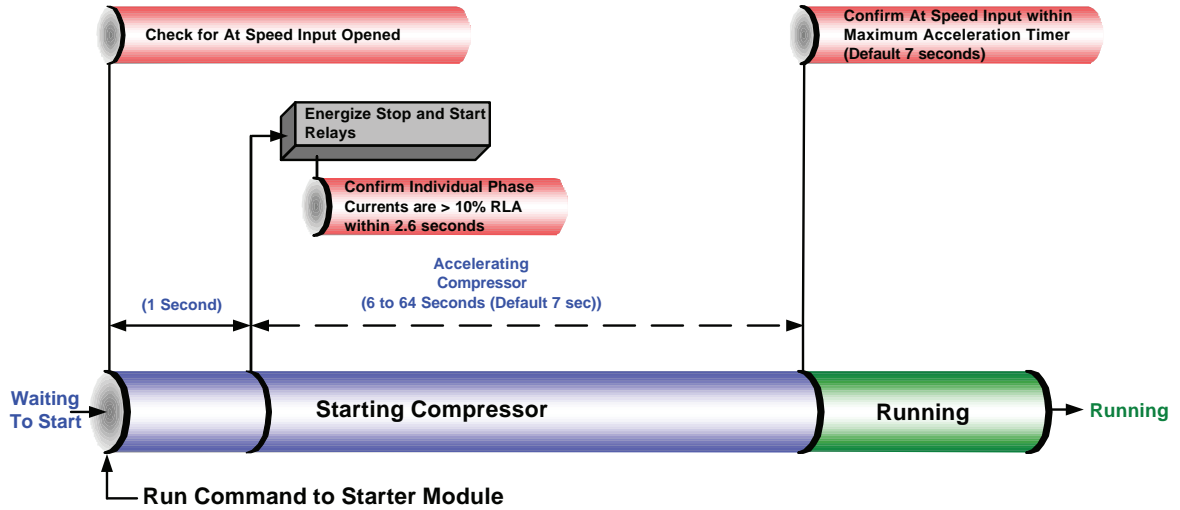 Check for At Speed Input Opened
Confirm At Speed Input within
Maximum Acceleration Timer
(Default 7 seconds)
Energize Stop and Start
Relays
Confirm Individual Phase
Currents are > 10% RLA
within 2.6 seconds
Accelerating
Compressor
(6 to 64 Seconds (Default 7 sec))
(1 Second)
Waiting
To Start
Starting Compressor
Running
Running
Run Command to Starter Module